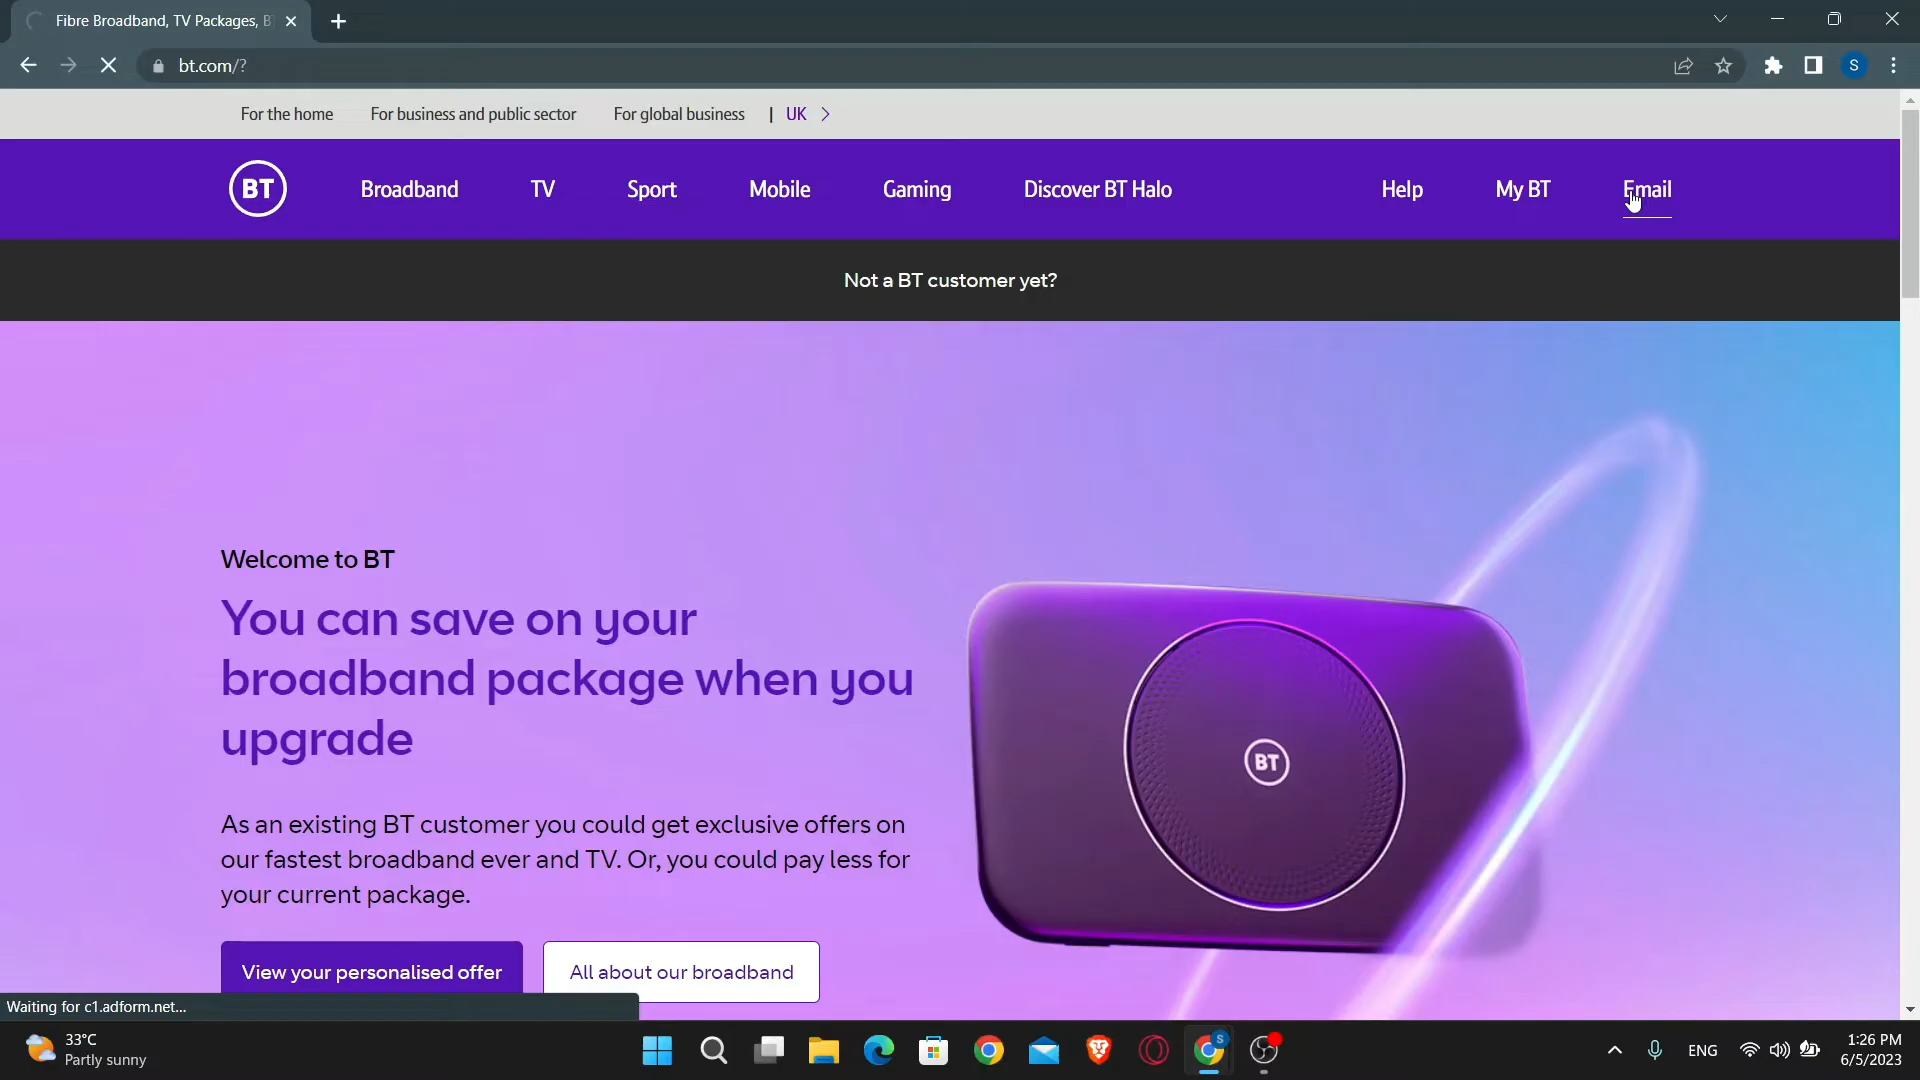 Fibre Broadband, TV Packages, B
bt.com/?
S
For the home For business and public sector For global business | UK
BT Broadband TV Sport Mobile Gaming Discover BT Halo Help My BT Email
Not a BT customer yet?
Welcome to BT
You can save on your
broadband package when you
upgrade
BT
As an existing BT customer you could get exclusive offers on
our fastest broadband ever and TV. Or, you could pay less for
your current package.
View your personalised offer All about our broadband
Waiting for c1.adform.net...
33°C
Partly sunny
S
ENG
1:26 PM
6/5/2023